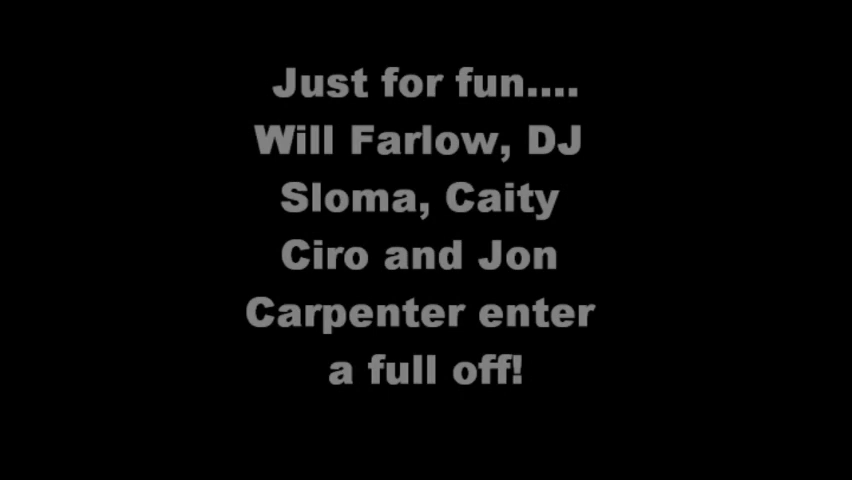 Just for fun....
Will Farlow, DJ
Sloma, Caity
Ciro and Jon
Carpenter enter
a full off!